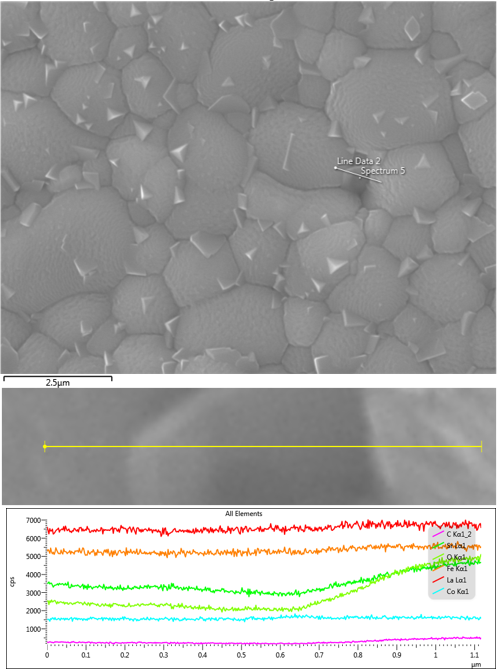 Line Data 2
Spectrum 5
2.5µm
All Elements
7000
6000
5000
4000
3000
2000
1000
cps
C Kα1_2
O Kα1
Fe Kα1
La Lα1
Co Kα1
0 0.1 0.2 0.3 0.4 0.5 0.6 0.7 0.8 0.9 1 1.1
µm